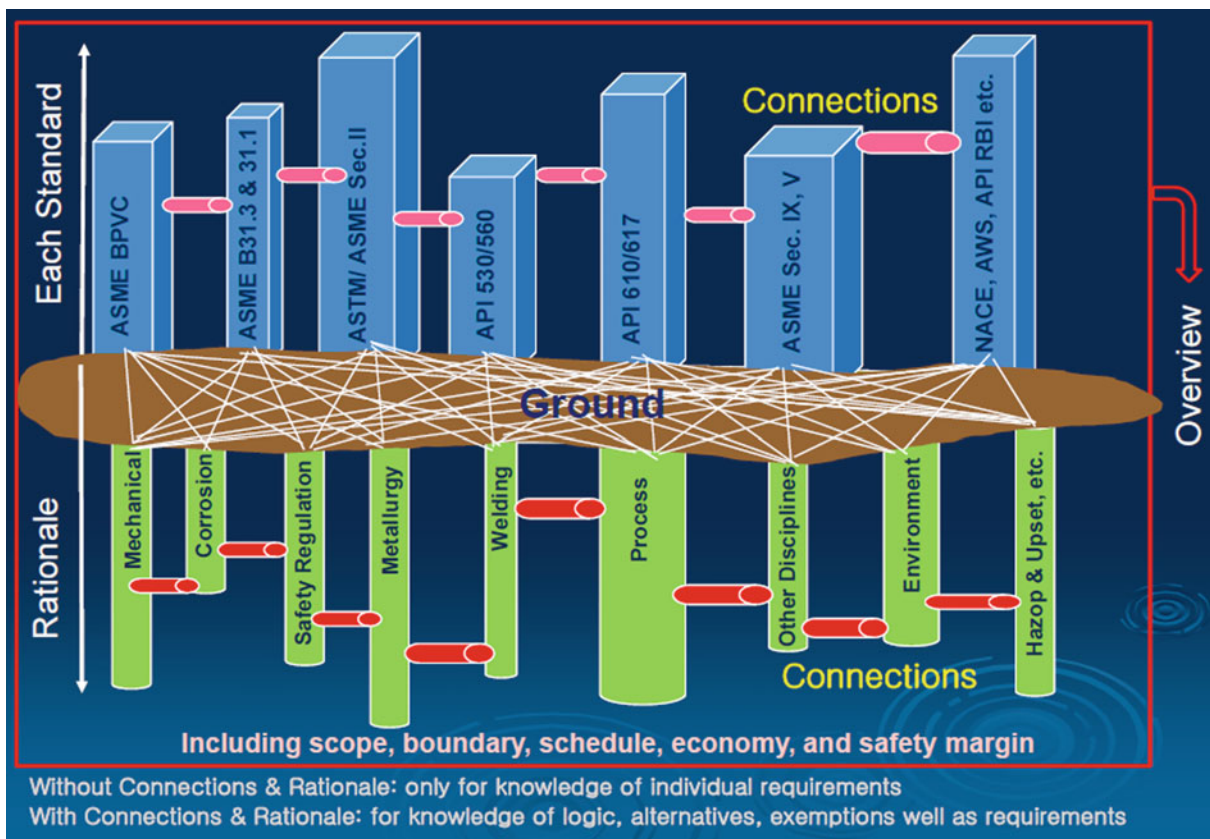 Each Standard
ASME BPVC
ASME B31.3 & 31.1
ASTM/ ASME Sec.II
API 530/560
API 610/617
ASME Sec. IX, V
NACE, AWS, API RBI etc.
Connections
Overview
Ground
Rationale
Mechanical
Corrosion
Safety Regulation
Metallurgy
Welding
Process
Other Disciplines
Environment
Hazop & Upset, etc.
Connections
Including scope, boundary, schedule, economy, and safety margin
Without Connections & Rationale: only for knowledge of individual requirements
With Connections & Rationale: for knowledge of logic, alternatives, exemptions well as requirements